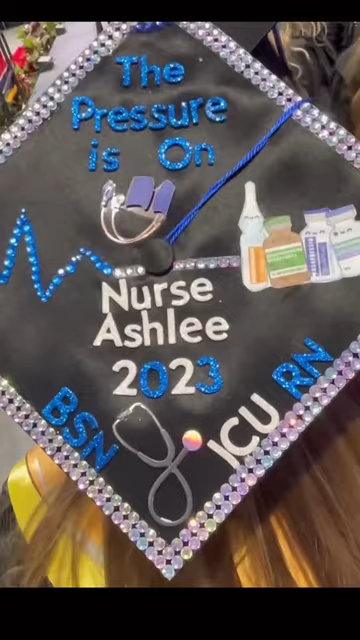 The
Pressure
is On
Nurse
Ashlee
2023
BSN
ICU RN